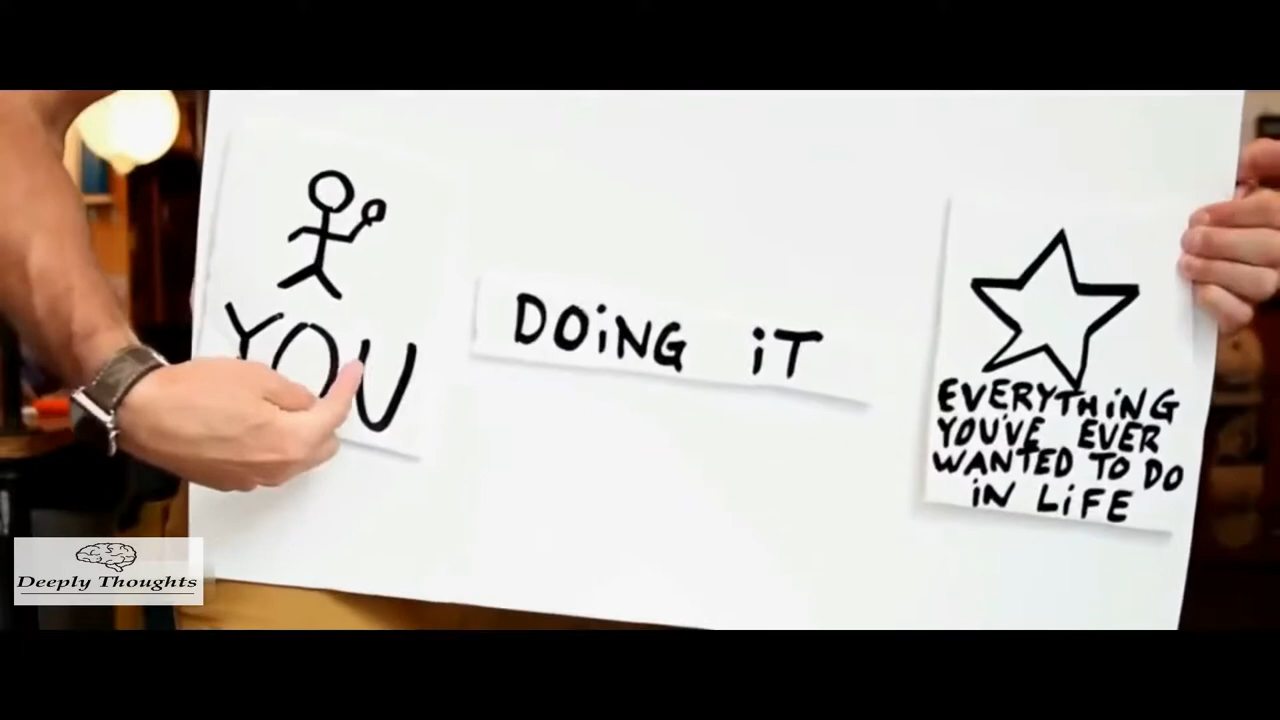 YOU
DOiNG iT
EVERYTHiNG
YOU'VE EVER
WANTED TO DO
iN LiFE
Deeply Thoughts